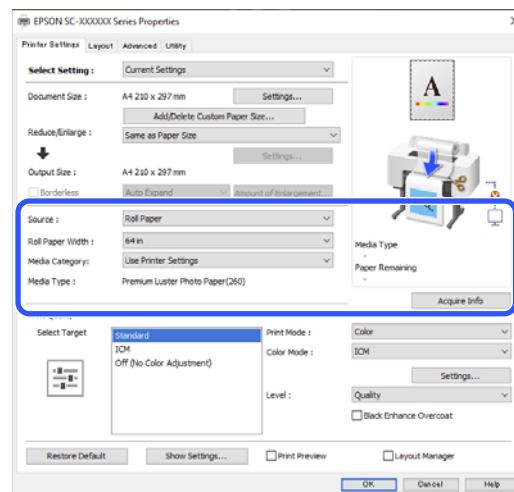 EPSON SC-XXXXXX Series Properties
Printer Settings Layout Advanced Utility
Select Setting : Current Settings
Document Size : A4 210 x 297 mm Settings...
Add/Delete Custom Paper Size...
Reduce/Enlarge : Same as Paper Size
Settings...
Output Size : A4 210 x 297 mm
Borderless Auto Expand Amount of Enlargement...
A
Source : Roll Paper
Roll Paper Width : 64 in
Media Category: Use Printer Settings
Media Type : Premium Luster Photo Paper(260)
Media Type
-
Paper Remaining
-
Acquire Info
Select Target Standard
ICM
Off (No Color Adjustment)
Print Mode : Color
Color Mode : ICM
Settings...
Level : Quality
Black Enhance Overcoat
Restore Default Show Settings... Print Preview Layout Manager
OK Cancel Help